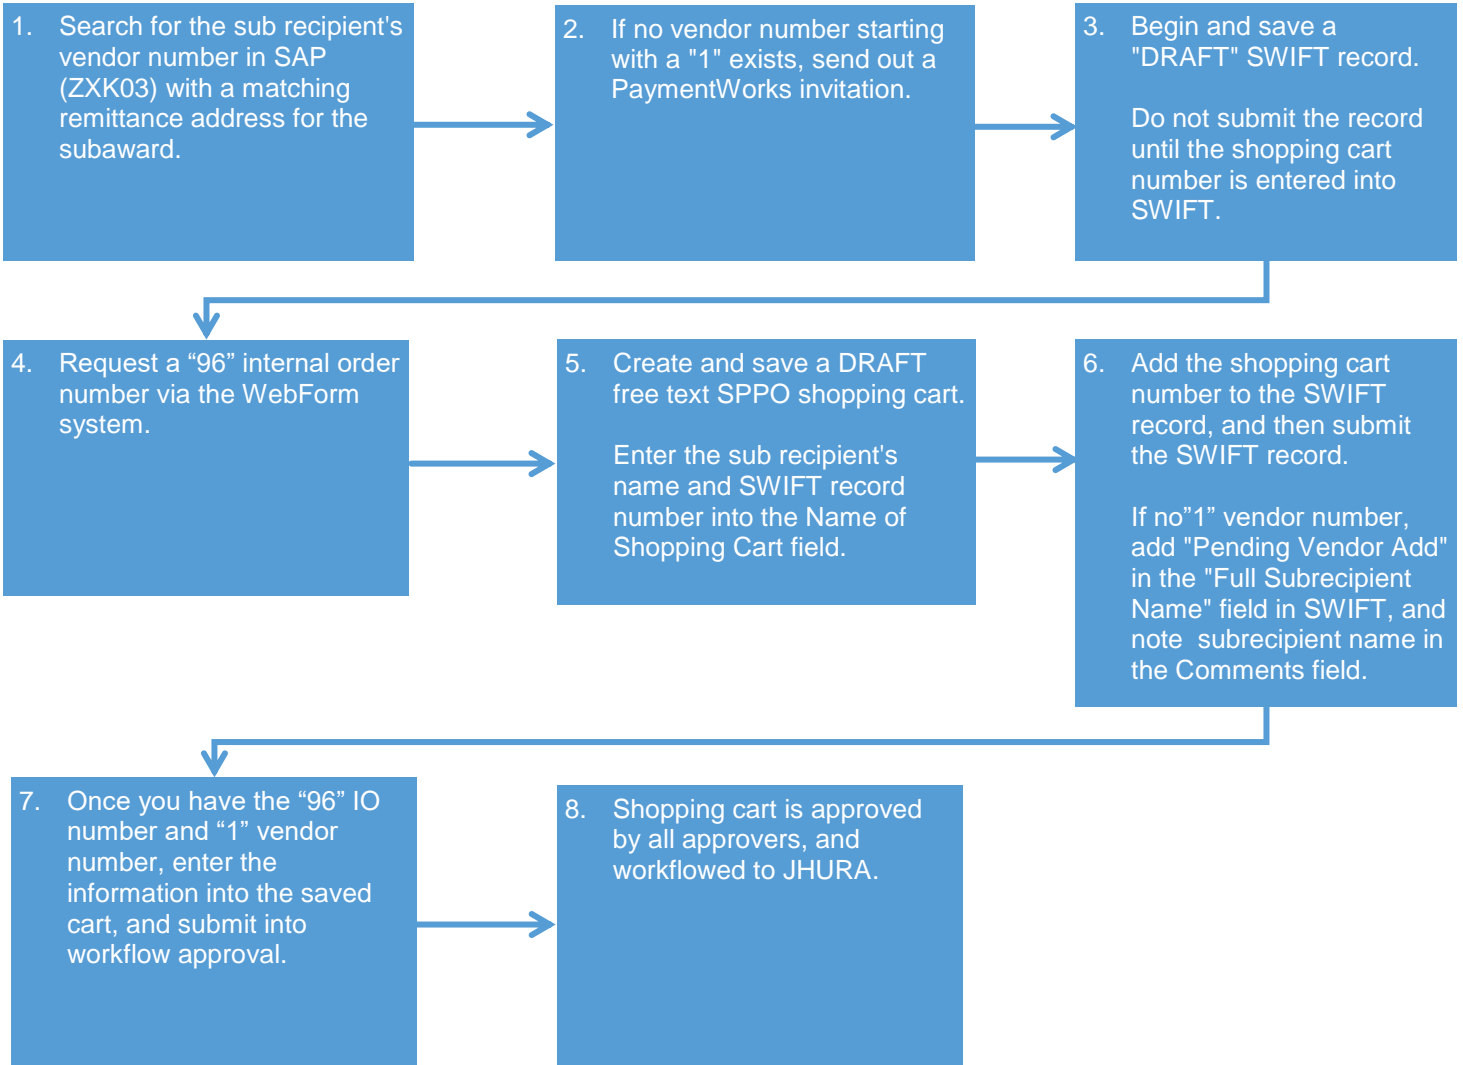 1. Search for the sub recipient's
vendor number in SAP
(ZXK03) with a matching
remittance address for the
subaward.
2. If no vendor number starting
with a "1" exists, send out a
PaymentWorks invitation.
3. Begin and save a
"DRAFT" SWIFT record.
Do not submit the record
until the shopping cart
number is entered into
SWIFT.
4. Request a “96” internal order
number via the WebForm
system.
5. Create and save a DRAFT
free text SPPO shopping cart.
Enter the sub recipient's
name and SWIFT record
number into the Name of
Shopping Cart field.
6. Add the shopping cart
number to the SWIFT
record, and then submit
the SWIFT record.
If no”1” vendor number,
add "Pending Vendor Add"
in the "Full Subrecipient
Name" field in SWIFT, and
note  subrecipient name in
the Comments field.
7. Once you have the “96” IO
number and “1” vendor
number, enter the
information into the saved
cart, and submit into
workflow approval.
8. Shopping cart is approved
by all approvers, and
workflowed to JHURA.